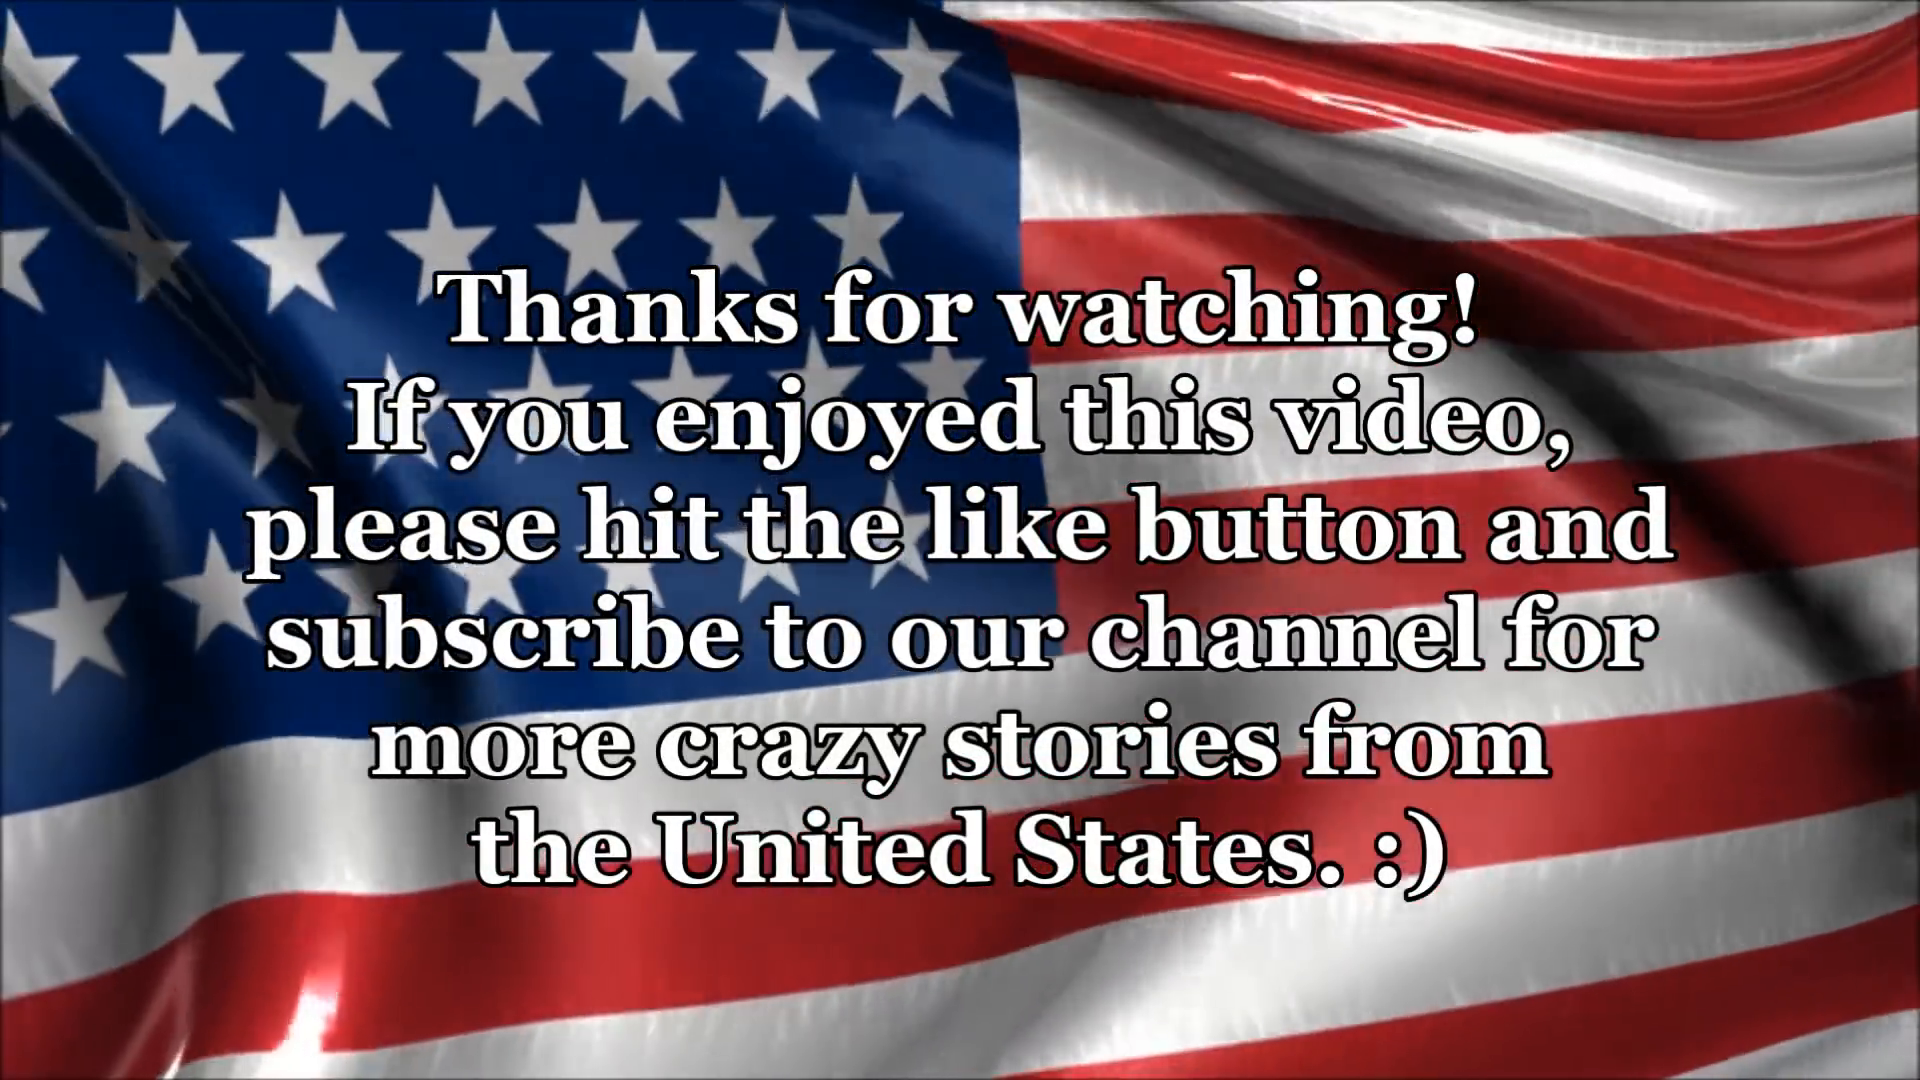 Thanks for watching!
If you enjoyed this video,
please hit the like button and
subscribe to our channel for
more crazy stories from
the United States. :)